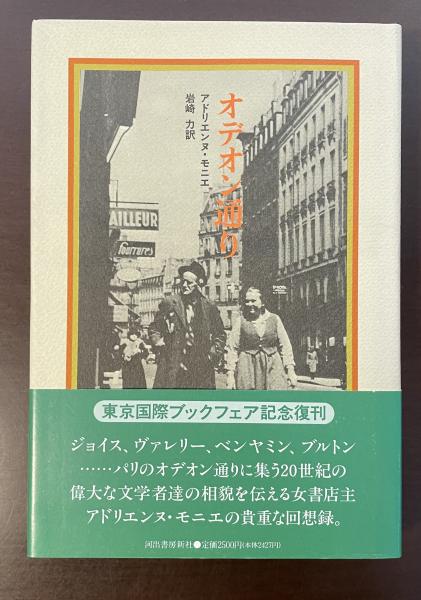 オデオン通り
アドリエンヌ・モニエ
岩崎 力訳
AILLEUR
Fourrures
東京国際ブックフェア記念復刊
ジョイス、ヴァレリー、ベンヤミン、ブルトン
……パリのオデオン通りに集う20世紀の
偉大な文学者達の相貌を伝える女書店主
アドリエンヌ・モニエの貴重な回想録。
河出書房新社●定価2500円(本体2427円)